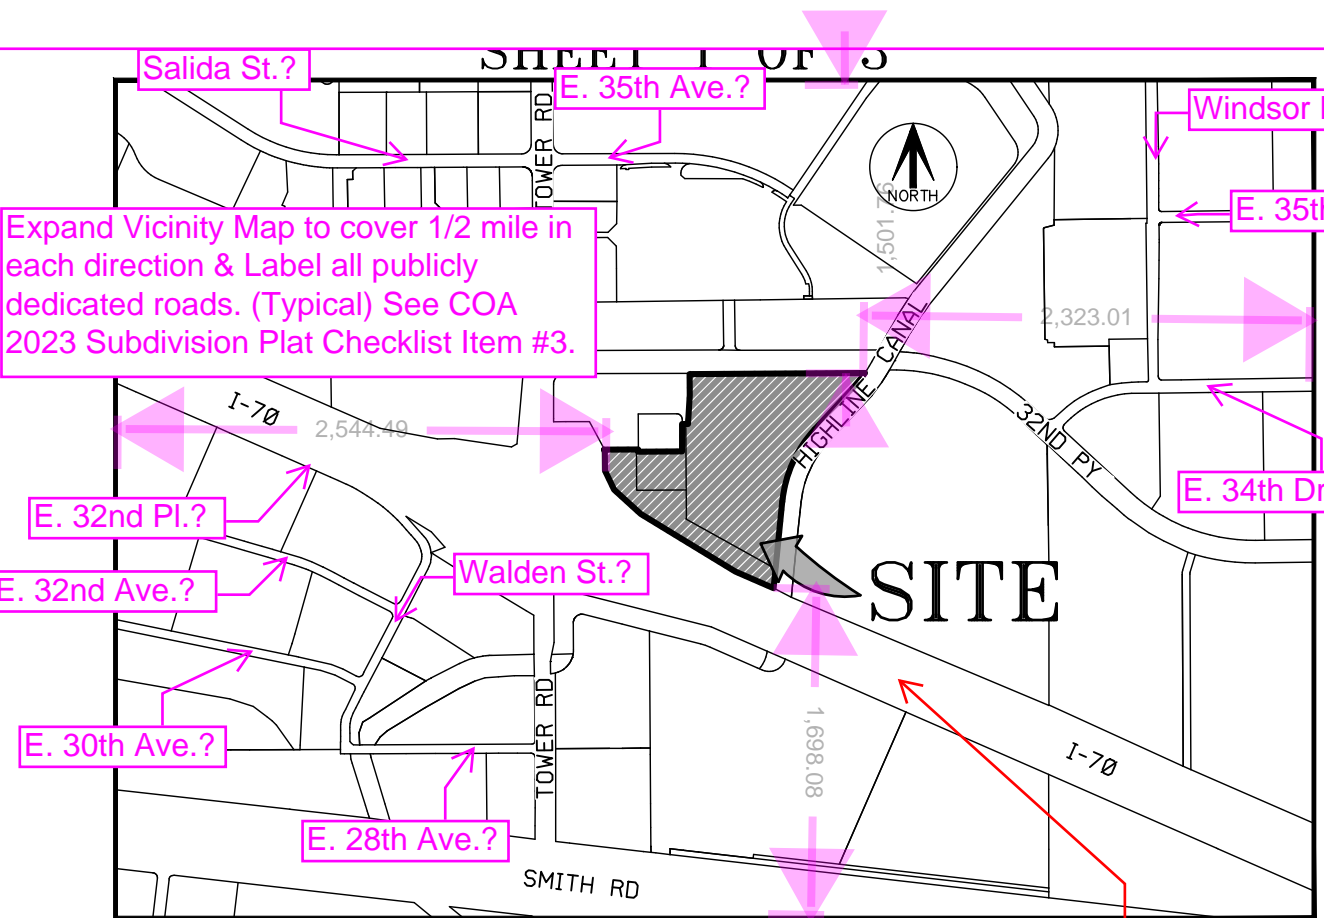 SHEET 1 OF 3
Salida St.?
E. 35th Ave.?
Windsor
TOWER RD
NORTH
1,501.76
E. 35th
Expand Vicinity Map to cover 1/2 mile in
each direction & Label all publicly
dedicated roads. (Typical) See COA
2023 Subdivision Plat Checklist Item #3.
2,323.01
HIGHLINE CANAL
I-70
2,544.49
32ND PY
E. 34th Dr
E. 32nd Pl.?
E. 32nd Ave.?
Walden St.?
SITE
TOWER RD
1,698.08
E. 30th Ave.?
I-70
E. 28th Ave.?
SMITH RD